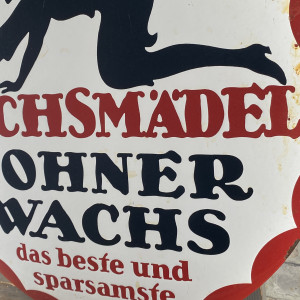 CHSMÄDEL
OHNER
WACHS
das beste und
sparsamste